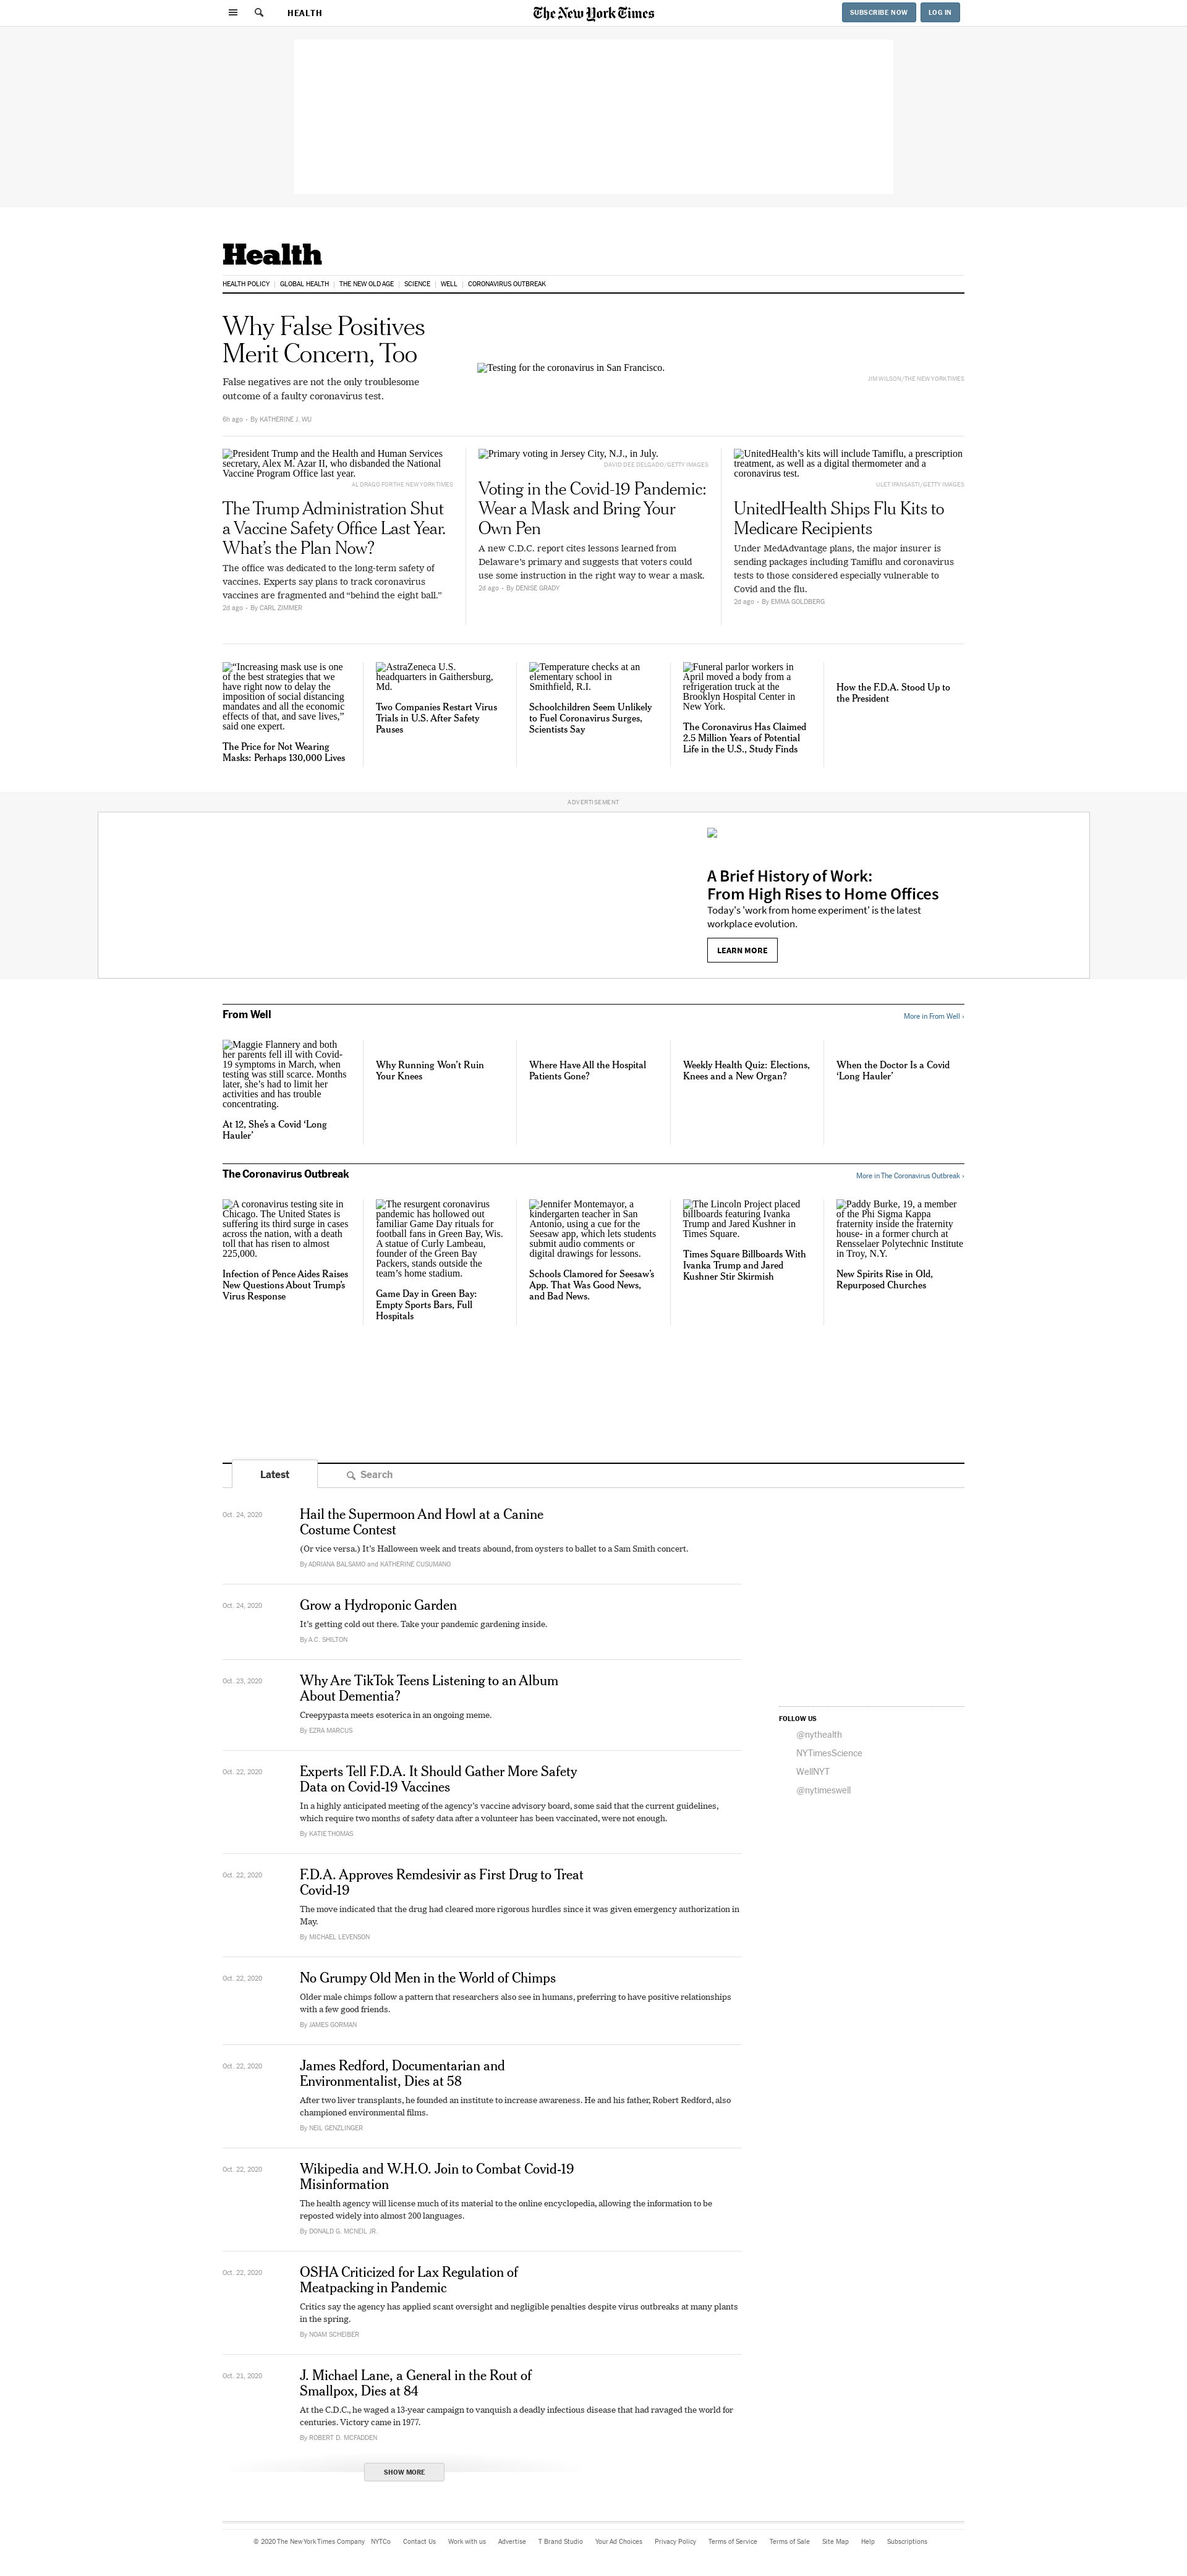 HEALTH
The New York Times
SUBSCRIBE NOW
LOG IN
Health
HEALTH POLICY | GLOBAL HEALTH | THE NEW OLD AGE | SCIENCE | WELL | CORONAVIRUS OUTBREAK
Why False Positives
Merit Concern, Too
False negatives are not the only troublesome
outcome of a faulty coronavirus test.
6h ago - By KATHERINE J. WU
Testing for the coronavirus in San Francisco.
JIM WILSON/THE NEW YORK TIMES
President Trump and the Health and Human Services
secretary, Alex M. Azar II, who disbanded the National
Vaccine Program Office last year.
AL DRAGO FOR THE NEW YORK TIMES
The Trump Administration Shut
a Vaccine Safety Office Last Year.
What's the Plan Now?
The office was dedicated to the long-term safety of
vaccines. Experts say plans to track coronavirus
vaccines are fragmented and “behind the eight ball.”
2d ago - By CARL ZIMMER
Primary voting in Jersey City, N.J., in July.
DAVID DEE DELGADO/GETTY IMAGES
Voting in the Covid-19 Pandemic:
Wear a Mask and Bring Your
Own Pen
A new C.D.C. report cites lessons learned from
Delaware's primary and suggests that voters could
use some instruction in the right way to wear a mask.
2d ago - By DENISE GRADY
UnitedHealth's kits will include Tamiflu, a prescription
treatment, as well as a digital thermometer and a
coronavirus test.
ULET IFANSASTI/GETTY IMAGES
UnitedHealth Ships Flu Kits to
Medicare Recipients
Under MedAdvantage plans, the major insurer is
sending packages including Tamiflu and coronavirus
tests to those considered especially vulnerable to
Covid and the flu.
2d ago - By EMMA GOLDBERG
“Increasing mask use is one
of the best strategies that we
have right now to delay the
imposition of social distancing
mandates and all the economic
effects of that, and save lives,”
said one expert.
The Price for Not Wearing
Masks: Perhaps 130,000 Lives
AstraZeneca U.S.
headquarters in Gaithersburg,
Md.
Two Companies Restart Virus
Trials in U.S. After Safety
Pauses
Temperature checks at an
elementary school in
Smithfield, R.I.
Schoolchildren Seem Unlikely
to Fuel Coronavirus Surges,
Scientists Say
Funeral parlor workers in
April moved a body from a
refrigeration truck at the
Brooklyn Hospital Center in
New York.
The Coronavirus Has Claimed
2.5 Million Years of Potential
Life in the U.S., Study Finds
How the F.D.A. Stood Up to
the President
ADVERTISEMENT
A Brief History of Work:
From High Rises to Home Offices
Today's 'work from home experiment' is the latest
workplace evolution.
LEARN MORE
From Well
More in From Well ›
Maggie Flannery and both
her parents fell ill with Covid-
19 symptoms in March, when
testing was still scarce. Months
later, she's had to limit her
activities and has trouble
concentrating.
At 12, She's a Covid ‘Long
Hauler’
Why Running Won't Ruin
Your Knees
Where Have All the Hospital
Patients Gone?
Weekly Health Quiz: Elections,
Knees and a New Organ?
When the Doctor Is a Covid
‘Long Hauler’
The Coronavirus Outbreak
More in The Coronavirus Outbreak ›
A coronavirus testing site in
Chicago. The United States is
suffering its third surge in cases
across the nation, with a death
toll that has risen to almost
225,000.
Infection of Pence Aides Raises
New Questions About Trump's
Virus Response
The resurgent coronavirus
pandemic has hollowed out
familiar Game Day rituals for
football fans in Green Bay, Wis.
A statue of Curly Lambeau,
founder of the Green Bay
Packers, stands outside the
team's home stadium.
Game Day in Green Bay:
Empty Sports Bars, Full
Hospitals
Jennifer Montemayor, a
kindergarten teacher in San
Antonio, using a cue for the
Seesaw app, which lets students
submit audio comments or
digital drawings for lessons.
Schools Clamored for Seesaw's
App. That Was Good News,
and Bad News.
The Lincoln Project placed
billboards featuring Ivanka
Trump and Jared Kushner in
Times Square.
Times Square Billboards With
Ivanka Trump and Jared
Kushner Stir Skirmish
Paddy Burke, 19, a member
of the Phi Sigma Kappa
fraternity inside the fraternity
house- in a former church at
Rensselaer Polytechnic Institute
in Troy, N.Y.
New Spirits Rise in Old,
Repurposed Churches
Latest
Search
Oct. 24, 2020
Hail the Supermoon And Howl at a Canine
Costume Contest
(Or vice versa.) It's Halloween week and treats abound, from oysters to ballet to a Sam Smith concert.
By ADRIANA BALSAMO and KATHERINE CUSUMANO
Oct. 24, 2020
Grow a Hydroponic Garden
It's getting cold out there. Take your pandemic gardening inside.
By A.C. SHILTON
Oct. 23, 2020
Why Are TikTok Teens Listening to an Album
About Dementia?
Creepypasta meets esoterica in an ongoing meme.
By EZRA MARCUS
Oct. 22, 2020
Experts Tell F.D.A. It Should Gather More Safety
Data on Covid-19 Vaccines
In a highly anticipated meeting of the agency's vaccine advisory board, some said that the current guidelines,
which require two months of safety data after a volunteer has been vaccinated, were not enough.
By KATIE THOMAS
Oct. 22, 2020
F.D.A. Approves Remdesivir as First Drug to Treat
Covid-19
The move indicated that the drug had cleared more rigorous hurdles since it was given emergency authorization in
May.
By MICHAEL LEVENSON
Oct. 22, 2020
No Grumpy Old Men in the World of Chimps
Older male chimps follow a pattern that researchers also see in humans, preferring to have positive relationships
with a few good friends.
By JAMES GORMAN
Oct. 22, 2020
James Redford, Documentarian and
Environmentalist, Dies at 58
After two liver transplants, he founded an institute to increase awareness. He and his father, Robert Redford, also
championed environmental films.
By NEIL GENZLINGER
Oct. 22, 2020
Wikipedia and W.H.O. Join to Combat Covid-19
Misinformation
The health agency will license much of its material to the online encyclopedia, allowing the information to be
reposted widely into almost 200 languages.
By DONALD G. MCNEIL JR.
Oct. 22, 2020
OSHA Criticized for Lax Regulation of
Meatpacking in Pandemic
Critics say the agency has applied scant oversight and negligible penalties despite virus outbreaks at many plants
in the spring.
By NOAM SCHEIBER
Oct. 21, 2020
J. Michael Lane, a General in the Rout of
Smallpox, Dies at 84
At the C.D.C., he waged a 13-year campaign to vanquish a deadly infectious disease that had ravaged the world for
centuries. Victory came in 1977.
By ROBERT D. MCFADDEN
SHOW MORE
FOLLOW US
@nythealth
NYTimesScience
WellNYT
@nytimeswell
© 2020 The New York Times Company NYTCo Contact Us Work with us Advertise T Brand Studio Your Ad Choices Privacy Policy Terms of Service Terms of Sale Site Map Help Subscriptions